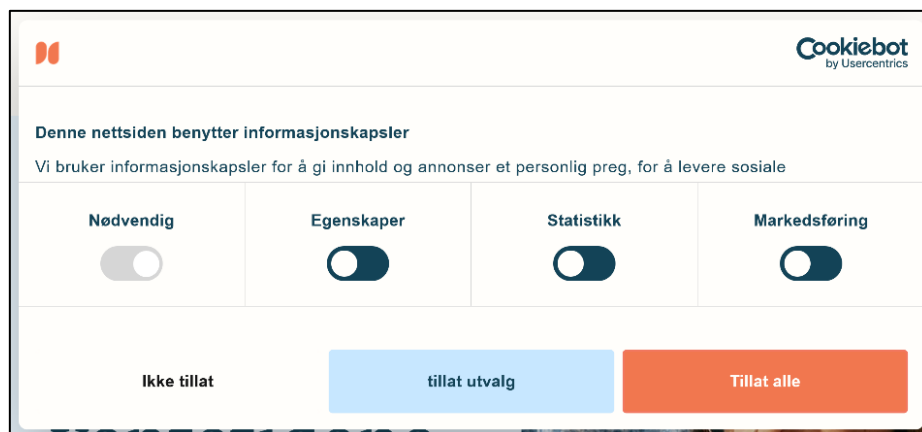 Cookiebot
by Usercentrics
Denne nettsiden benytter informasjonskapsler
Vi bruker informasjonskapsler for å gi innhold og annonser et personlig preg, for å levere sosiale
Nødvendig Egenskaper Statistikk Markedsføring
Ikke tillat tillat utvalg Tillat alle